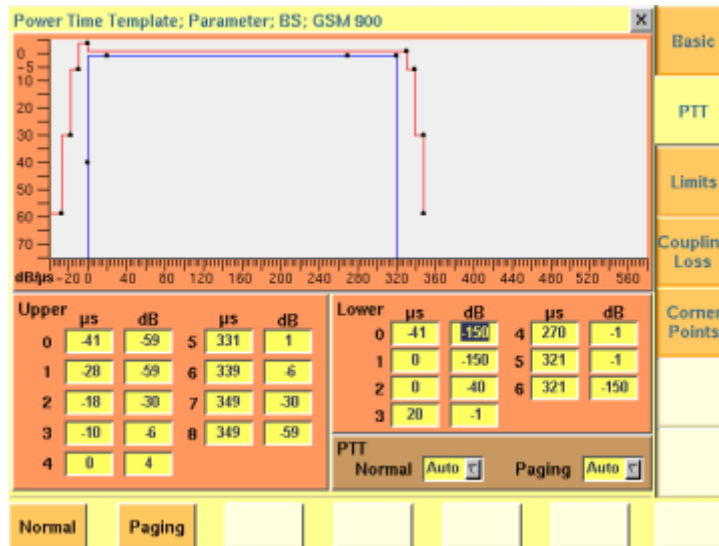 Power Time Template; Parameter; BS; GSM 900
Basic
PTT
Limits
Couplin
Loss
Corner
Points
0
-5
10
20
30
40
50
60
70
dB/µs -20 0 40 80 120 160 200 240 280 320 360 400 440 480 520 560
Upper µs dB µs dB
0 -41 -59 5 331 1
1 -28 -59 6 339 -6
2 -18 -30 7 349 -30
3 -10 -6 8 349 -59
4 0 4
Lower µs dB µs dB
0 -41 -150 4 270 -1
1 0 -150 5 321 -1
2 0 -40 6 321 -150
3 20 -1
PTT
Normal Auto Paging Auto
Normal Paging